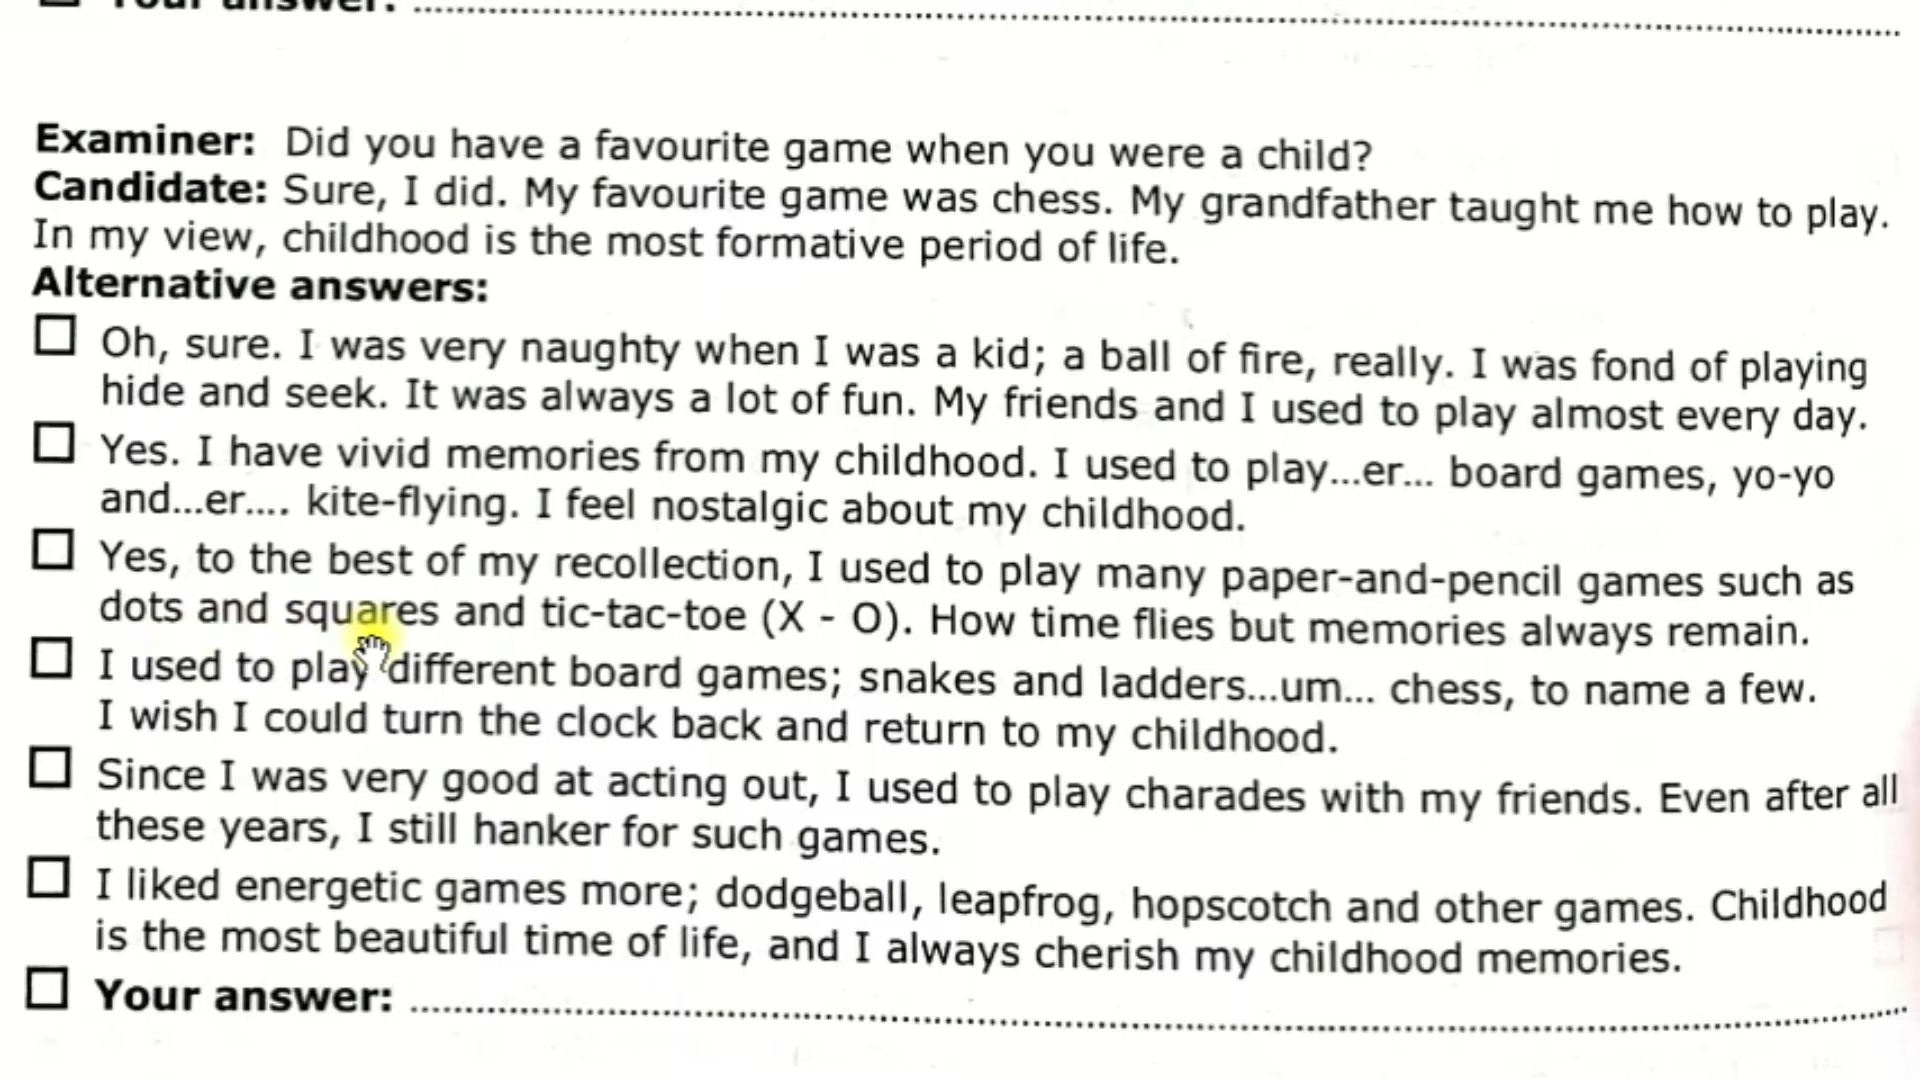 Your answer: ................................................................
Examiner: Did you have a favourite game when you were a child?
Candidate: Sure, I did. My favourite game was chess. My grandfather taught me how to play.
In my view, childhood is the most formative period of life.
Alternative answers:
Oh, sure. I was very naughty when I was a kid; a ball of fire, really. I was fond of playing
hide and seek. It was always a lot of fun. My friends and I used to play almost every day.
Yes. I have vivid memories from my childhood. I used to play...er... board games, yo-yo
and...er.... kite-flying. I feel nostalgic about my childhood.
Yes, to the best of my recollection, I used to play many paper-and-pencil games such as
dots and squares and tic-tac-toe (X - O). How time flies but memories always remain.
I used to play different board games; snakes and ladders...um... chess, to name a few.
I wish I could turn the clock back and return to my childhood.
Since I was very good at acting out, I used to play charades with my friends. Even after all
these years, I still hanker for such games.
I liked energetic games more; dodgeball, leapfrog, hopscotch and other games. Childhood
is the most beautiful time of life, and I always cherish my childhood memories.
Your answer: ................................................................